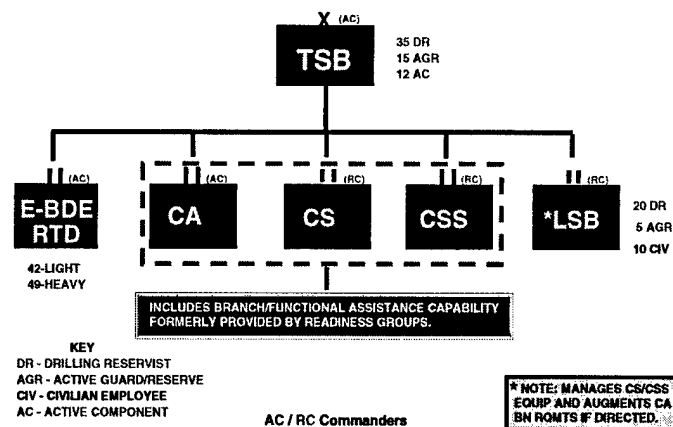 X (AC)
TSB
35 DR
15 AGR
12 AC
(AC)
(AC)
(RC)
(RC)
(RC)
E-BDE
RTD
CA
CS
CSS
*LSB
20 DR
5 AGR
10 CIV
42-LIGHT
49-HEAVY
INCLUDES BRANCH/FUNCTIONAL ASSISTANCE CAPABILITY
FORMERLY PROVIDED BY READINESS GROUPS.
KEY
DR - DRILLING RESERVIST
AGR - ACTIVE GUARD/RESERVE
CIV - CIVILIAN EMPLOYEE
AC - ACTIVE COMPONENT
AC / RC Commanders
* NOTE: MANAGES CS/CSS
EQUIP AND AUGMENTS CA
BN RQMTS IF DIRECTED.